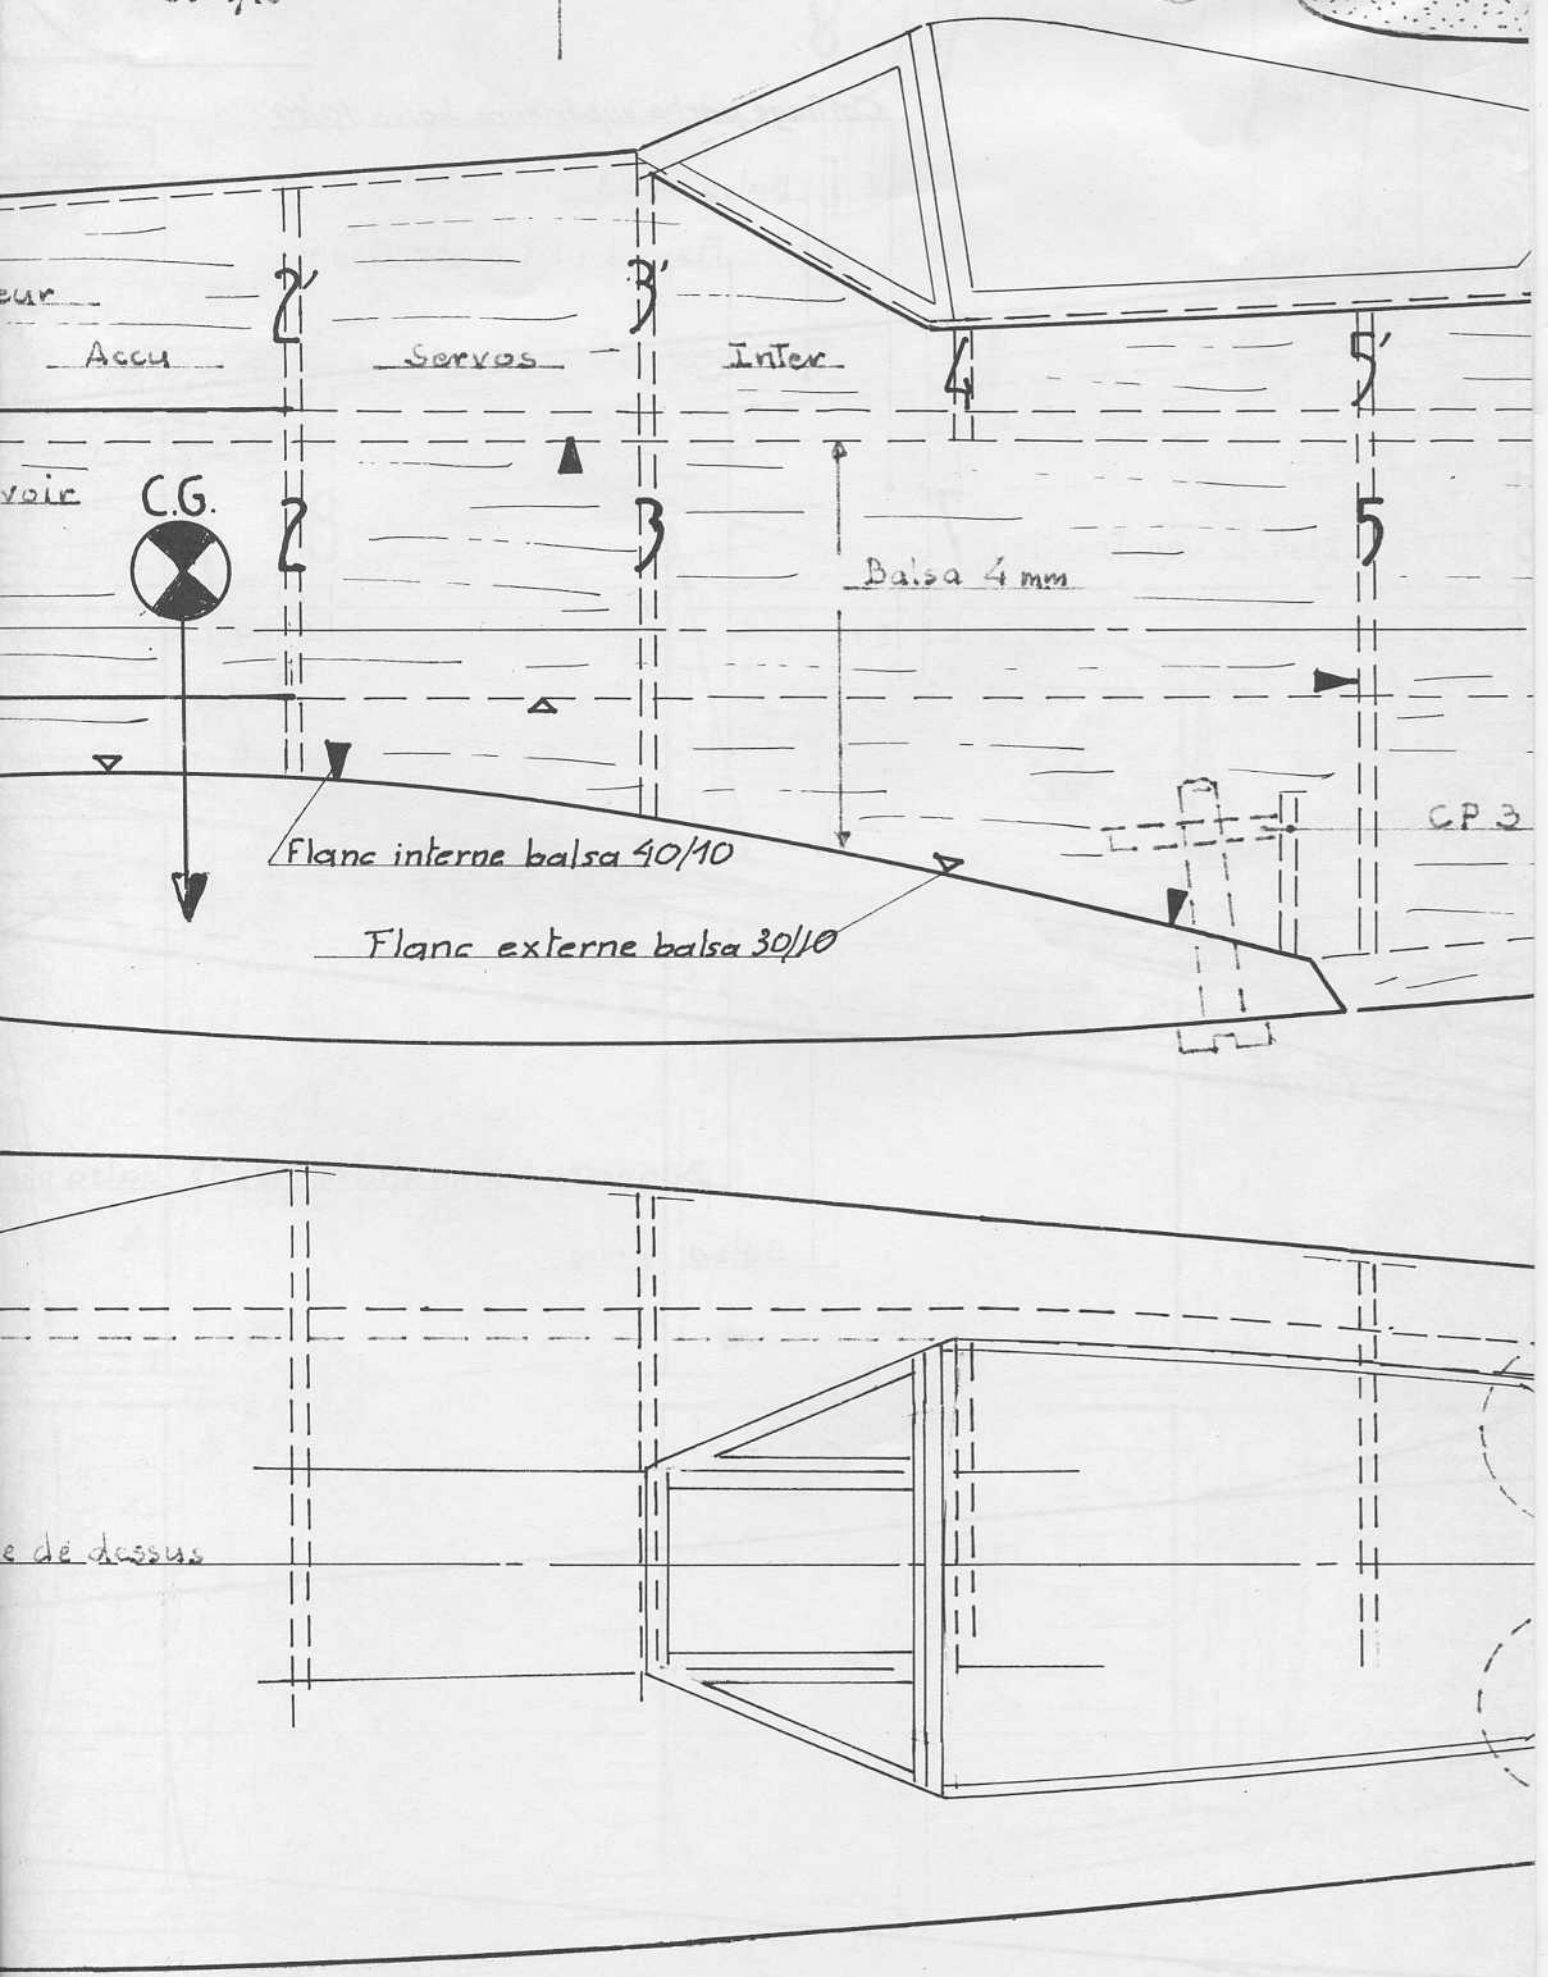 2'
3'
eur
Accu
Servos
Inter
4
5'
voir
C.G.
2
3
5
Balsa 4 mm
CP 3
Flanc interne balsa 40/10
Flanc externe balsa 30/10
e de dessus